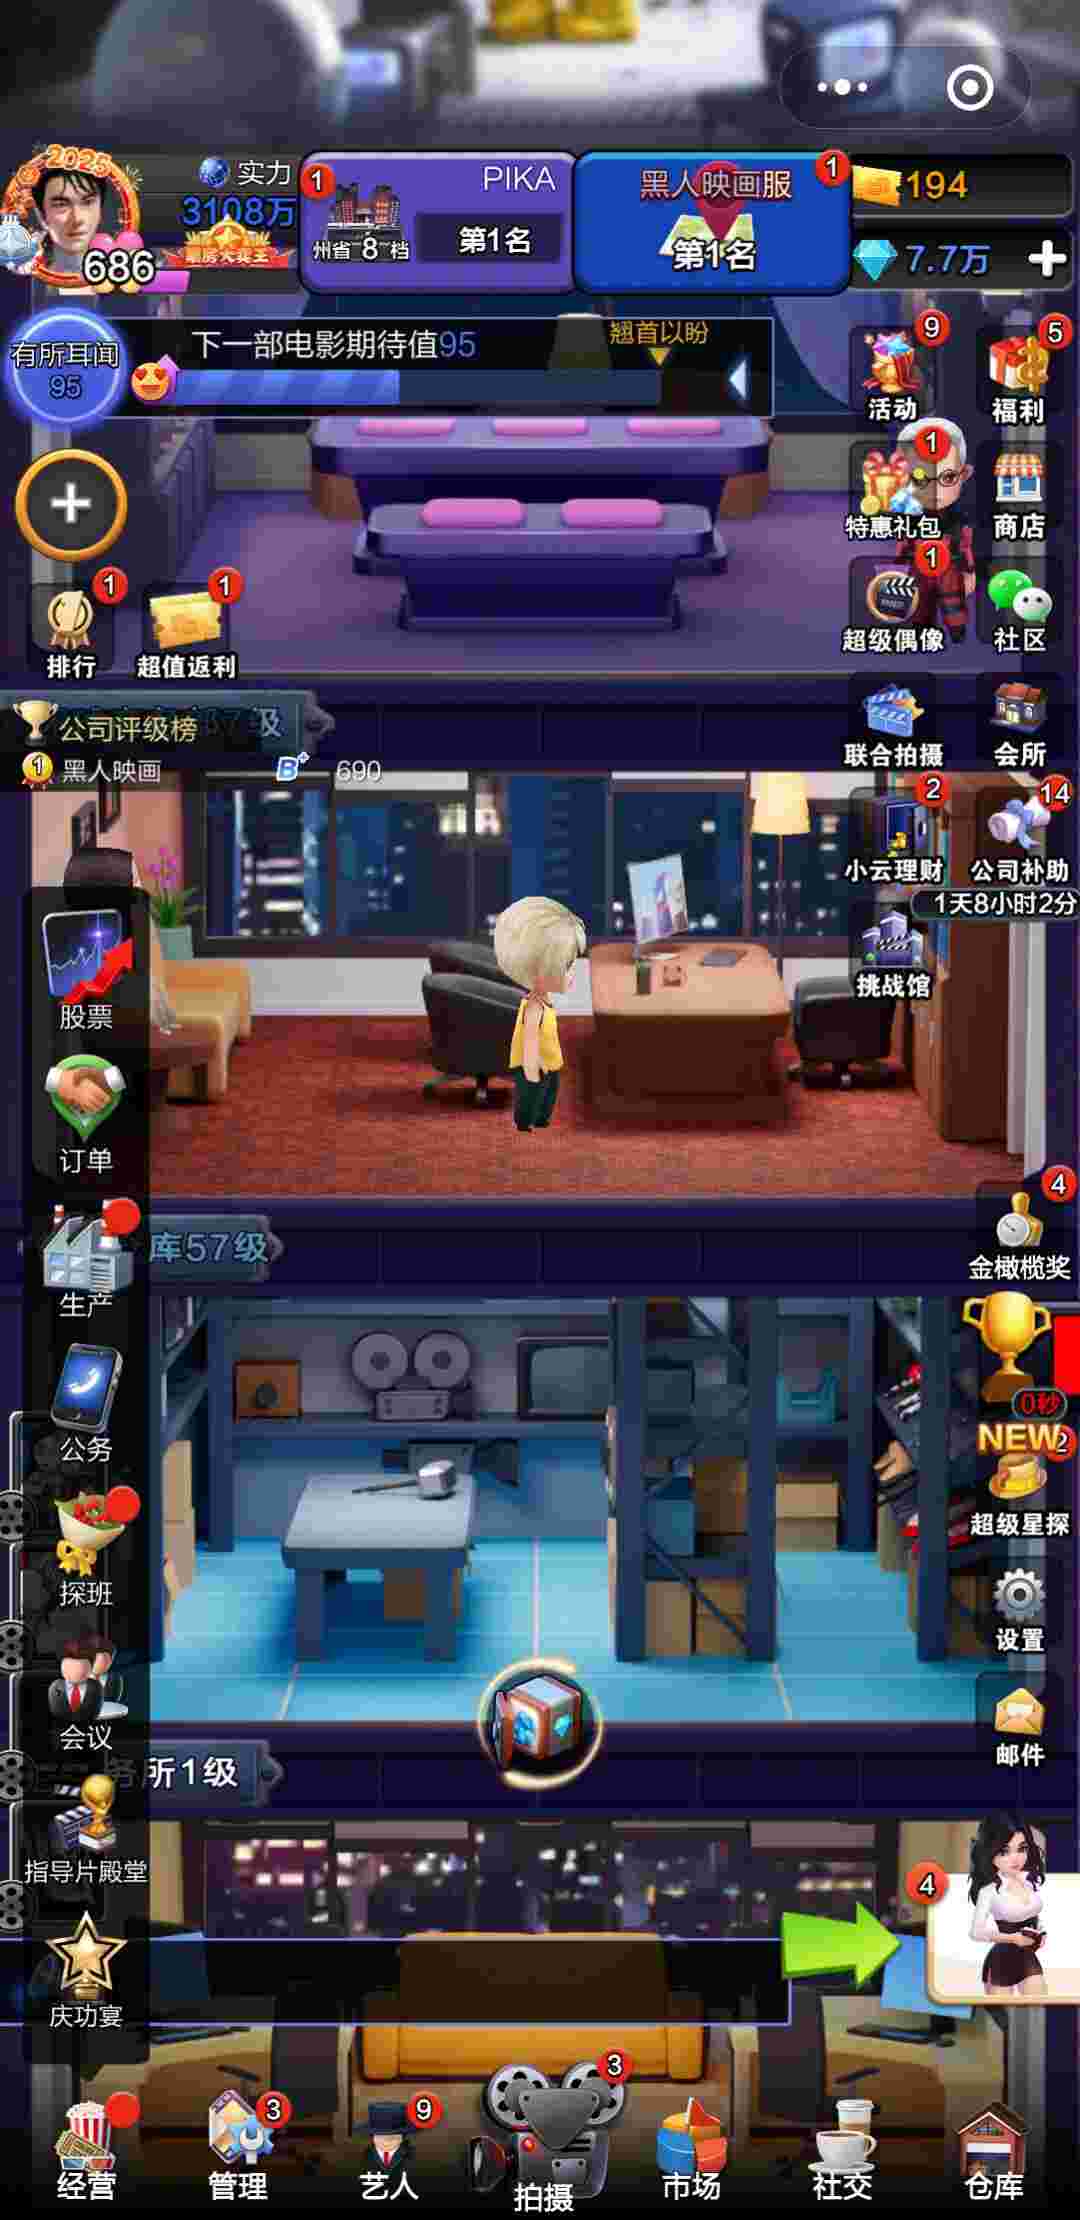 2025
实力
3108万
票房大卖王
686
1
PIKA
州省 8 档
第1名
黑人映画服
1
第1名
194
7.7万
有所耳闻
95
下一部电影期待值95
翘首以盼
9
活动
5
福利
1
特惠礼包
商店
1
排行
1
超值返利
1
超级偶像
社区
7级
公司评级榜
1
黑人映画
B+
690
联合拍摄
会所
2
小云理财
14
公司补助
1天8小时2分
挑战馆
股票
订单
4
金橄榄奖
库57级
生产
0秒
NEW
2
超级星探
公务
探班
设置
会议
邮件
务所1级
指导片殿堂
4
庆功宴
经营
3
管理
9
艺人
3
拍摄
市场
社交
仓库